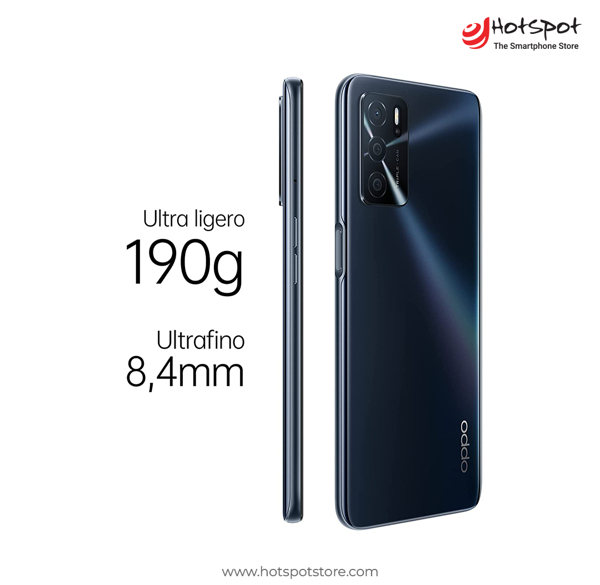 HOTSPOT
The Smartphone Store
Ultra ligero
190g
Ultrafino
8,4mm
oppo
www.hotspotstore.com